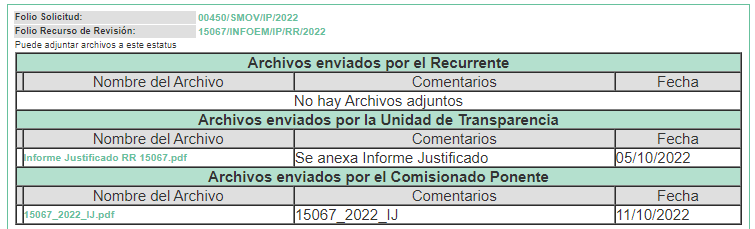 Folio Solicitud: 00450/SMOV/IP/2022
Folio Recurso de Revisión: 15067/INFOEM/IP/RR/2022
Puede adjuntar archivos a este estatus
Archivos enviados por el Recurrente
Nombre del Archivo Comentarios Fecha
No hay Archivos adjuntos
Archivos enviados por la Unidad de Transparencia
Nombre del Archivo Comentarios Fecha
Informe Justificado RR 15067.pdf Se anexa Informe Justificado 05/10/2022
Archivos enviados por el Comisionado Ponente
Nombre del Archivo Comentarios Fecha
15067_2022_IJ.pdf 15067_2022_IJ 11/10/2022